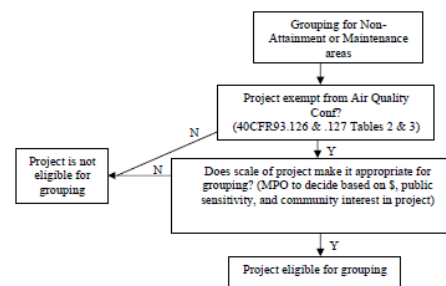 Grouping for Non-
Attainment or Maintenance
areas
Project exempt from Air Quality
Conf?
(40CFR93.126 & .127 Tables 2 & 3)
N
Y
Project is not
eligible for
grouping
N
Does scale of project make it appropriate for
grouping? (MPO to decide based on $, public
sensitivity, and community interest in project)
Y
Project eligible for grouping